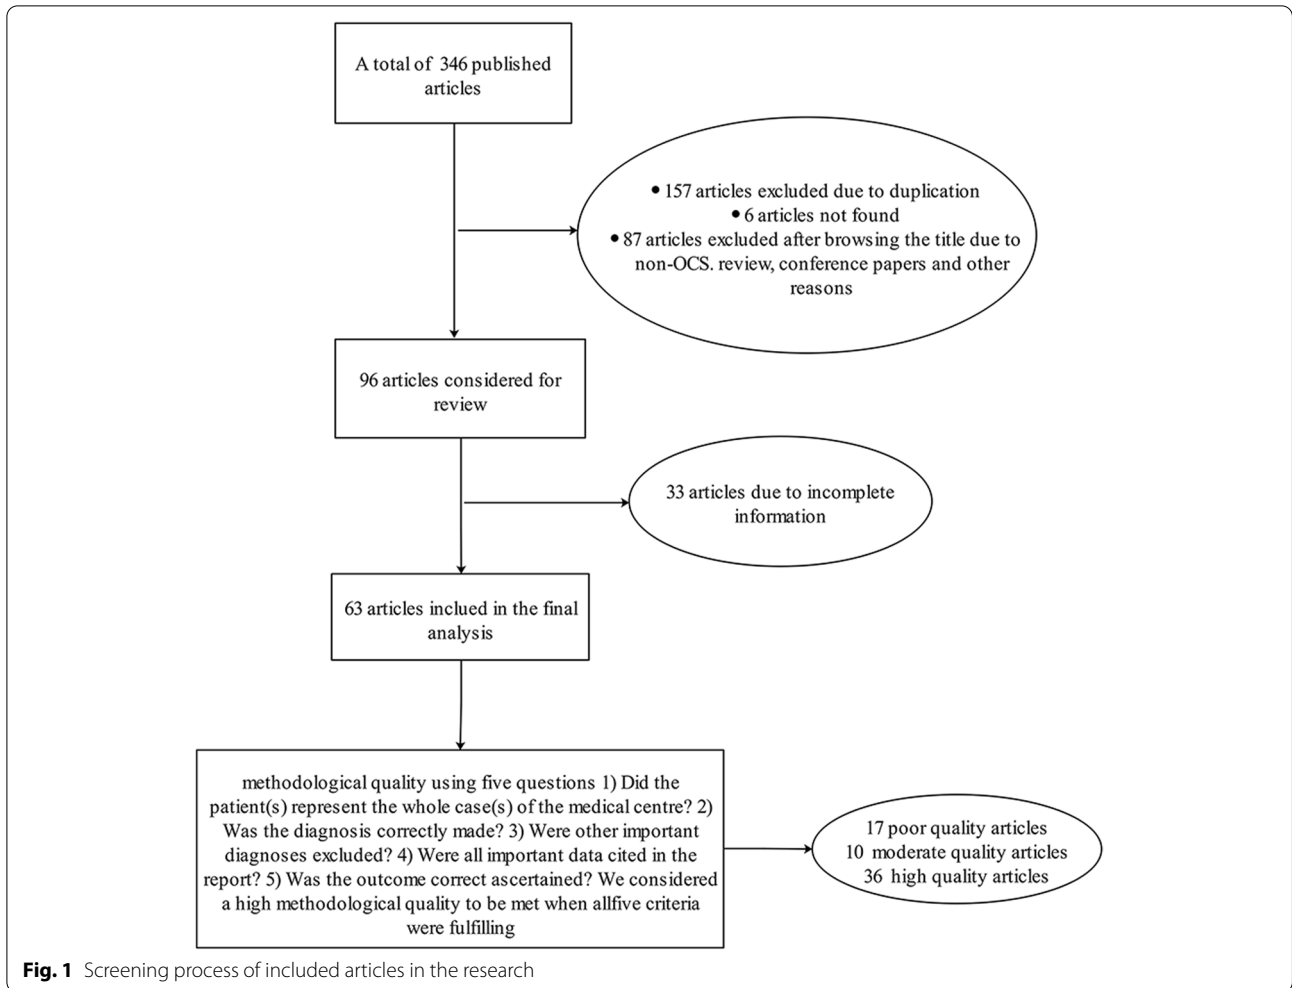 A total of 346 published
articles
• 157 articles excluded due to duplication
• 6 articles not found
• 87 articles excluded after browsing the title due to
non-OCS. review, conference papers and other
reasons
96 articles considered for
review
33 articles due to incomplete
information
63 articles inclued in the final
analysis
methodological quality using five questions 1) Did the
patient(s) represent the whole case(s) of the medical centre? 2)
Was the diagnosis correctly made? 3) Were other important
diagnoses excluded? 4) Were all important data cited in the
report? 5) Was the outcome correct ascertained? We considered
a high methodological quality to be met when allfive criteria
were fulfilling
17 poor quality articles
10 moderate quality articles
36 high quality articles
Fig. 1 Screening process of included articles in the research